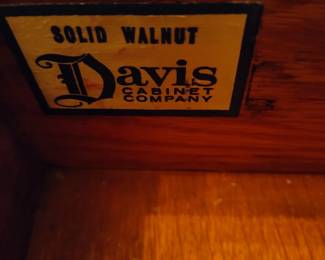 SOLID WALNUT
Davis
CABINET
COMPANY